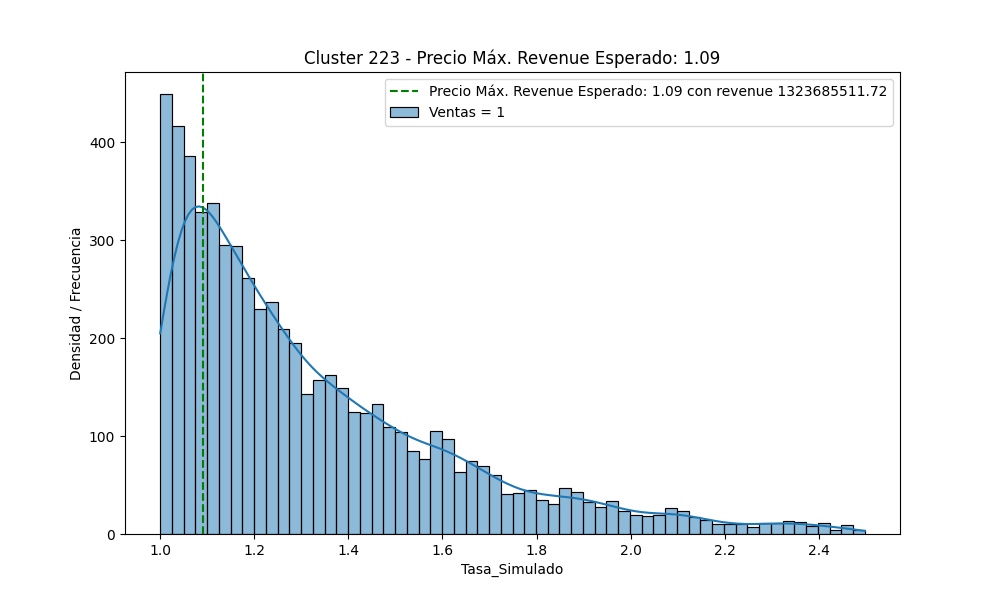 Cluster 223 - Precio Máx. Revenue Esperado: 1.09
Precio Máx. Revenue Esperado: 1.09 con revenue 1323685511.72
Ventas = 1
Densidad / Frecuencia
400
300
200
100
0
1.0 1.2 1.4 1.6 1.8 2.0 2.2 2.4
Tasa_Simulado